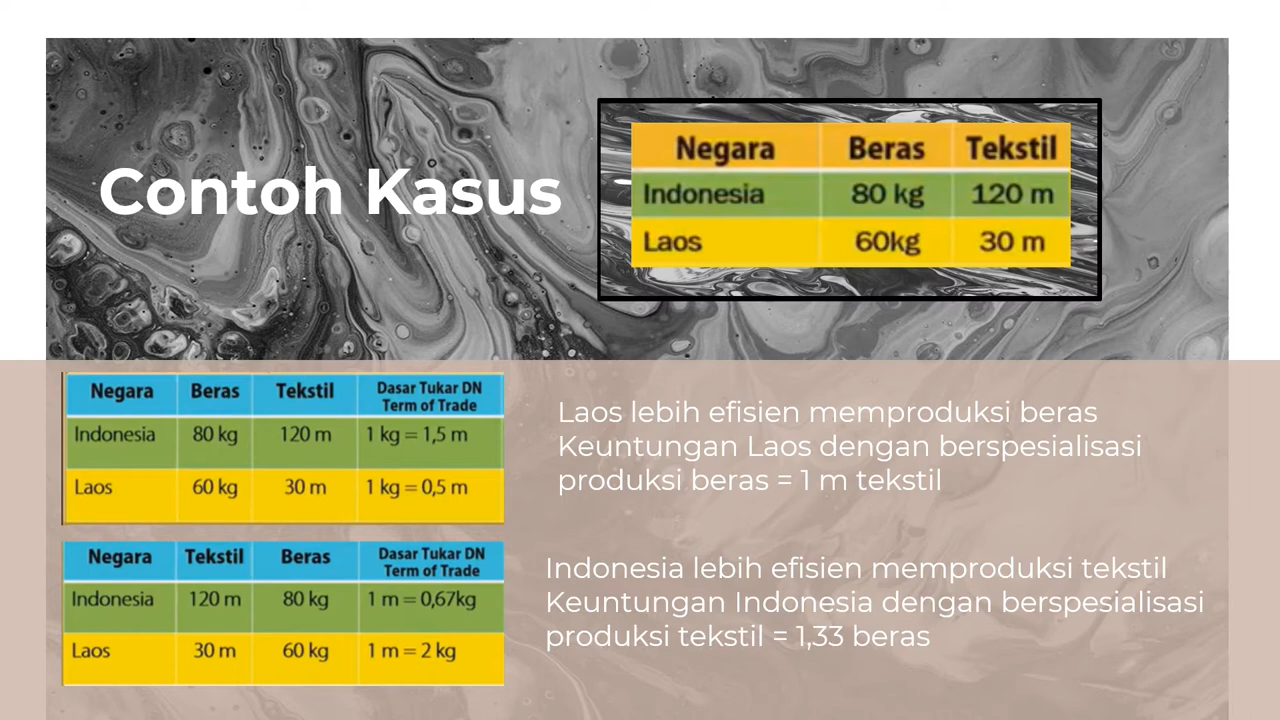 Contoh Kasus
Negara Beras Tekstil
Indonesia 80 kg 120 m
Laos 60kg 30 m
Negara Beras Tekstil Dasar Tukar DN
Term of Trade
Indonesia 80 kg 120 m 1 kg = 1,5 m
Laos 60 kg 30 m 1 kg = 0,5 m
Laos lebih efisien memproduksi beras
Keuntungan Laos dengan berspesialisasi
produksi beras = 1 m tekstil
Negara Tekstil Beras Dasar Tukar DN
Term of Trade
Indonesia 120 m 80 kg 1 m = 0,67kg
Laos 30 m 60 kg 1 m = 2 kg
Indonesia lebih efisien memproduksi tekstil
Keuntungan Indonesia dengan berspesialisasi
produksi tekstil = 1,33 beras